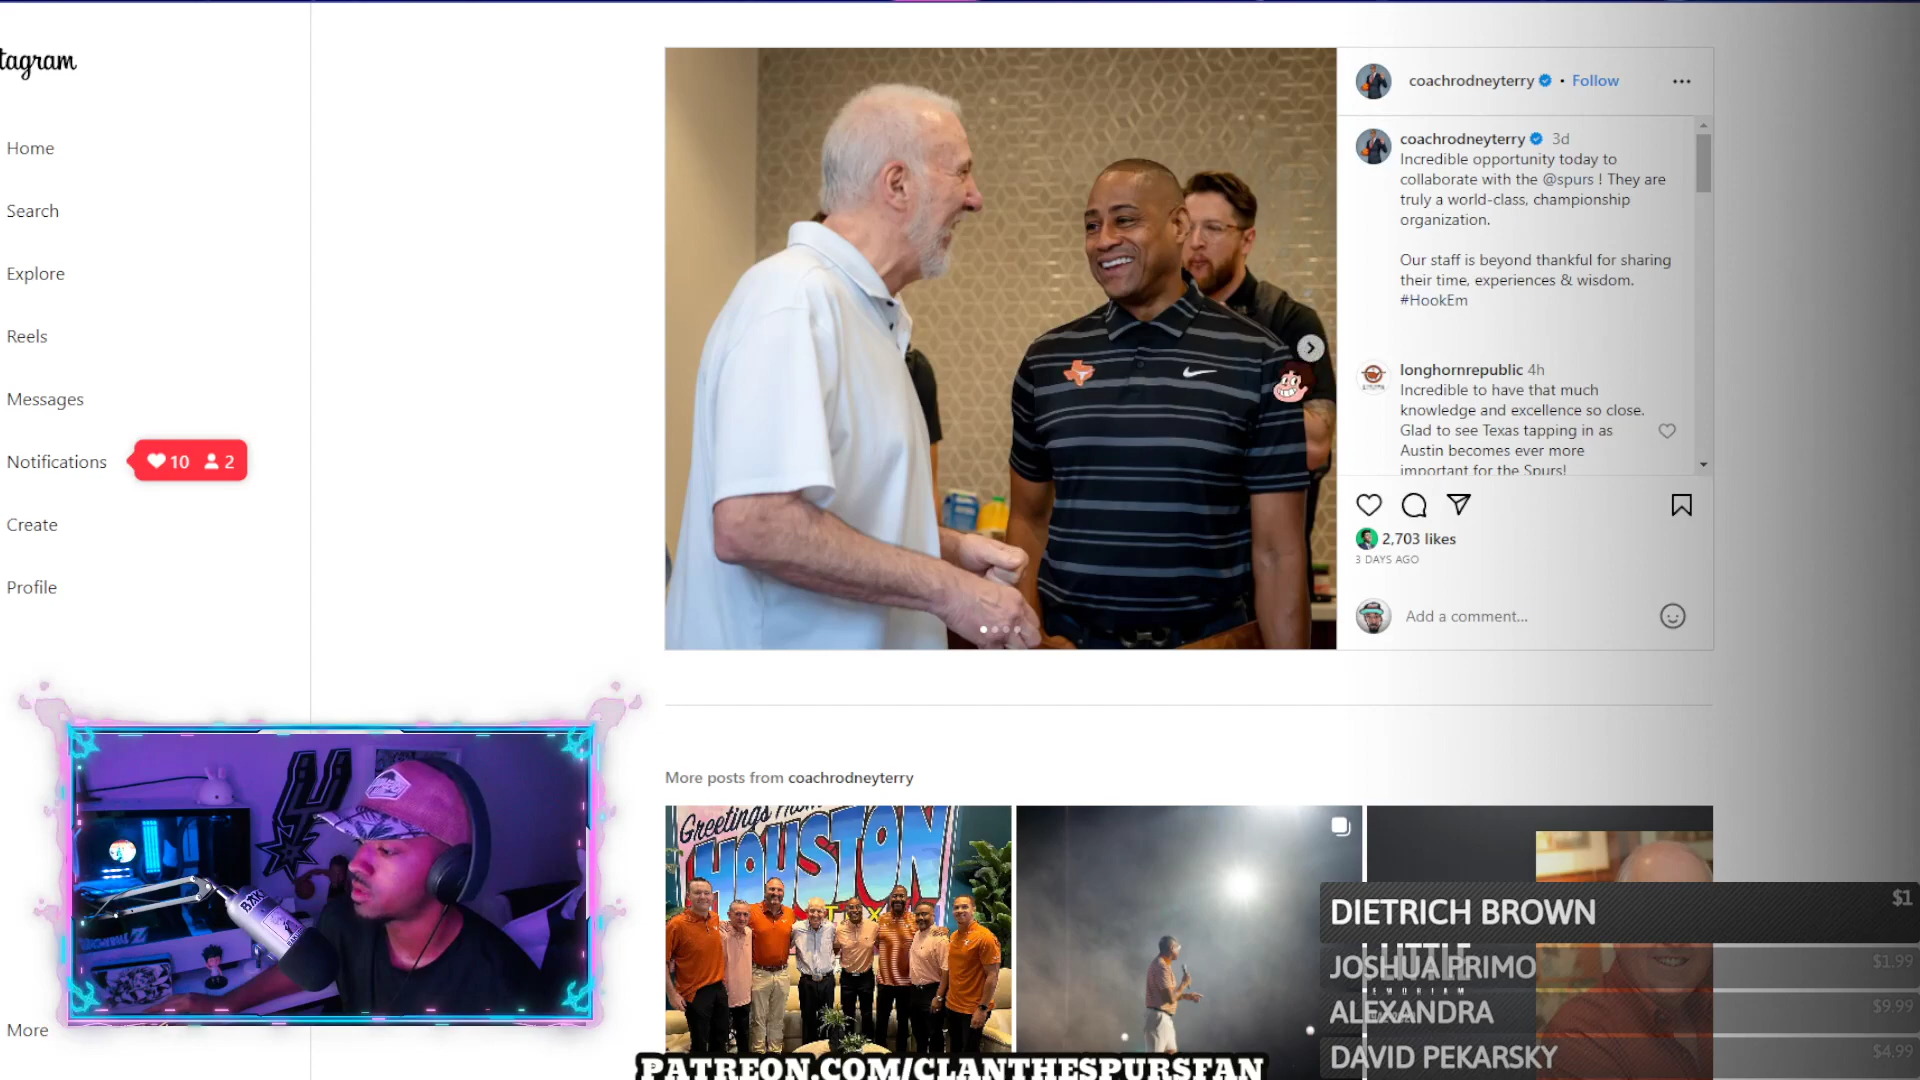 tagram
Home
Search
Explore
Reels
Messages
Notifications
10 2
Create
Profile
More
coachrodneyterry • Follow
coachrodneyterry 3d
Incredible opportunity today to
collaborate with the @spurs ! They are
truly a world-class, championship
organization.
Our staff is beyond thankful for sharing
their time, experiences & wisdom.
#HookEm
longhornrepublic 4h
Incredible to have that much
knowledge and excellence so close.
Glad to see Texas tapping in as
Austin becomes ever more
important for the Spurs!
2,703 likes
3 DAYS AGO
Add a comment...
More posts from coachrodneyterry
Greetings From
HOUSTON
DIETRICH BROWN $1
JOSHUA PRIMO $1.99
ALEXANDRA $9.99
DAVID PEKARSKY $4.99
PATREON.COM/CLANTHESPURSFAN